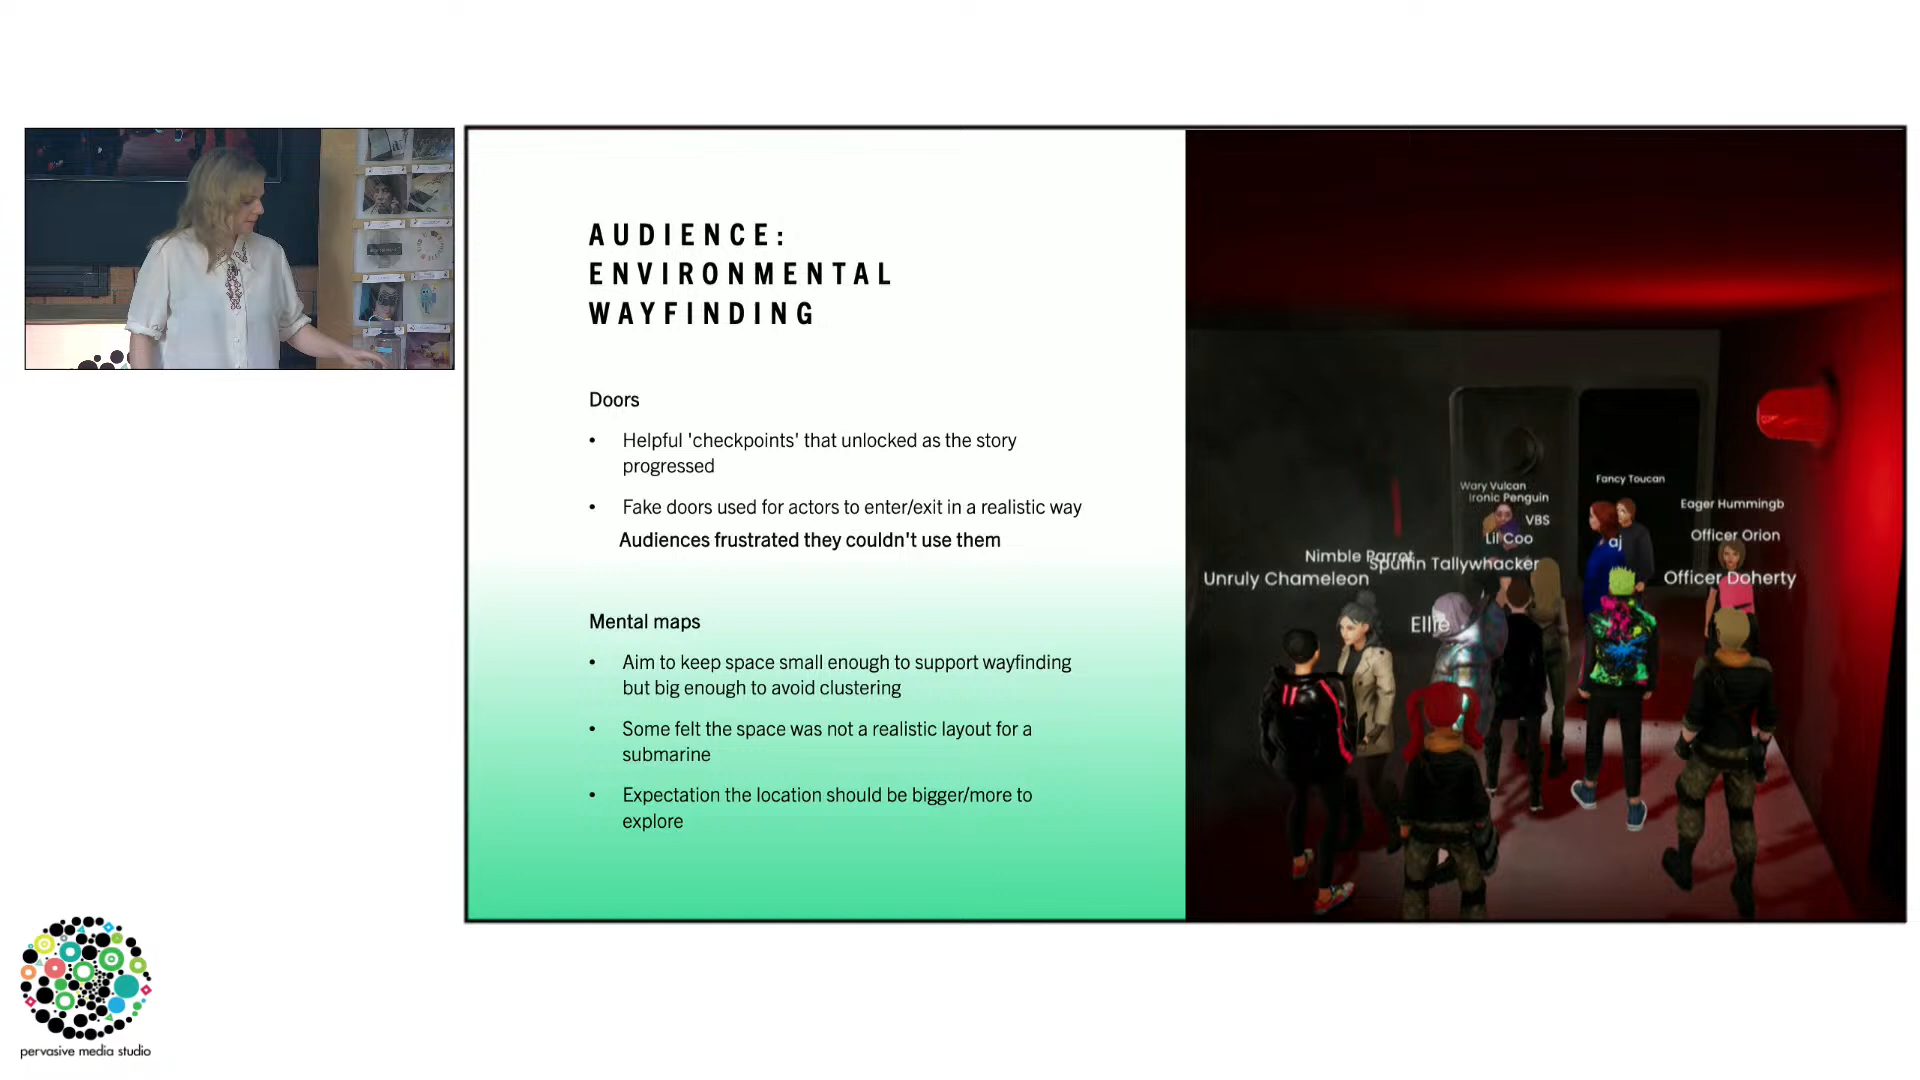 AUDIENCE:
ENVIRONMENTAL
WAYFINDING
Doors
• Helpful 'checkpoints' that unlocked as the story
progressed
• Fake doors used for actors to enter/exit in a realistic way
Audiences frustrated they couldn't use them
Mental maps
• Aim to keep space small enough to support wayfinding
but big enough to avoid clustering
• Some felt the space was not a realistic layout for a
submarine
• Expectation the location should be bigger/more to
explore
Wary Vulcan
Ironic Penguin
VBS
Lil Coo
Fancy Toucan
aj
Eager Hummingb
Officer Orion
Officer Doherty
Nimble Parrot
Spuffin Tallywhacker
Unruly Chameleon
Ellie
pervasive media studio